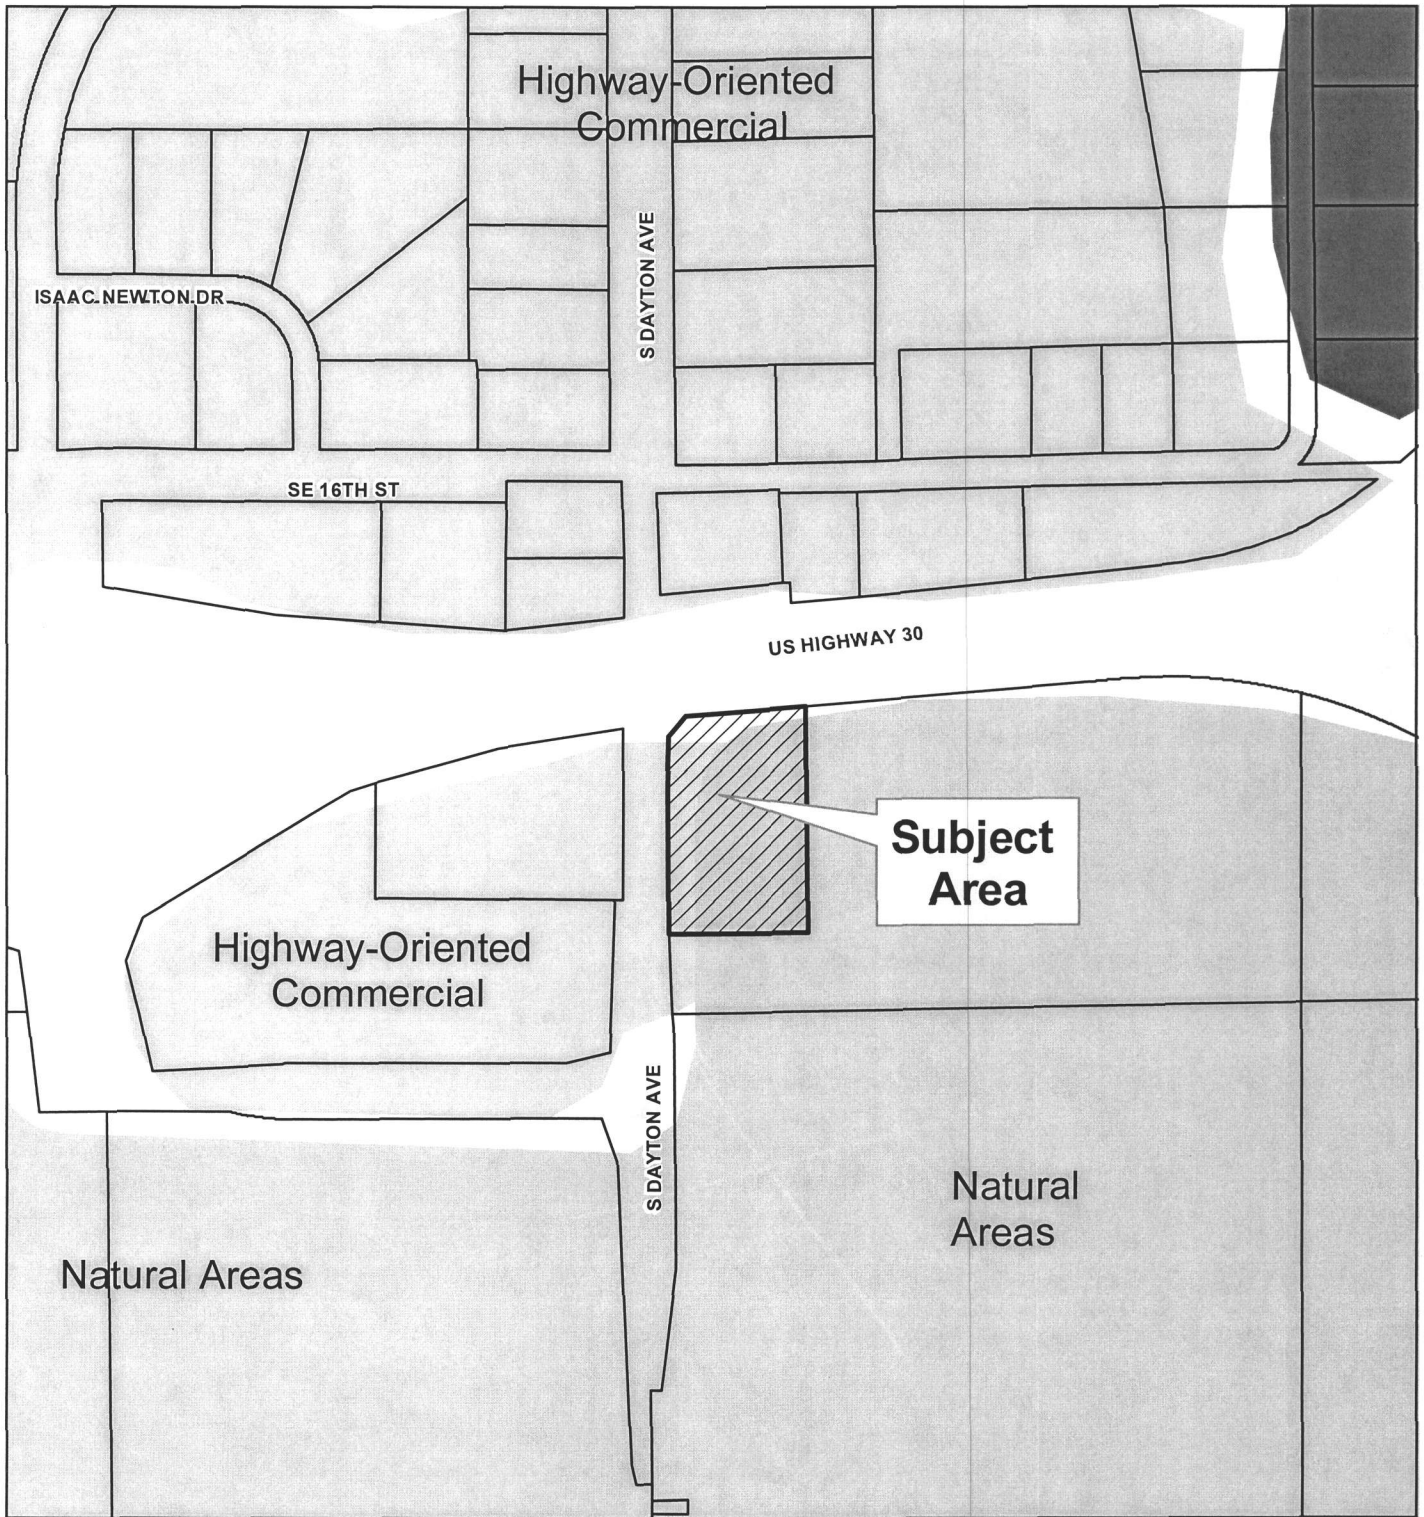 Highway-Oriented
Commercial
S DAYTON AVE
ISAAC NEWTON DR
SE 16TH ST
US HIGHWAY 30
Subject
Area
Highway-Oriented
Commercial
S DAYTON AVE
Natural
Areas
Natural Areas